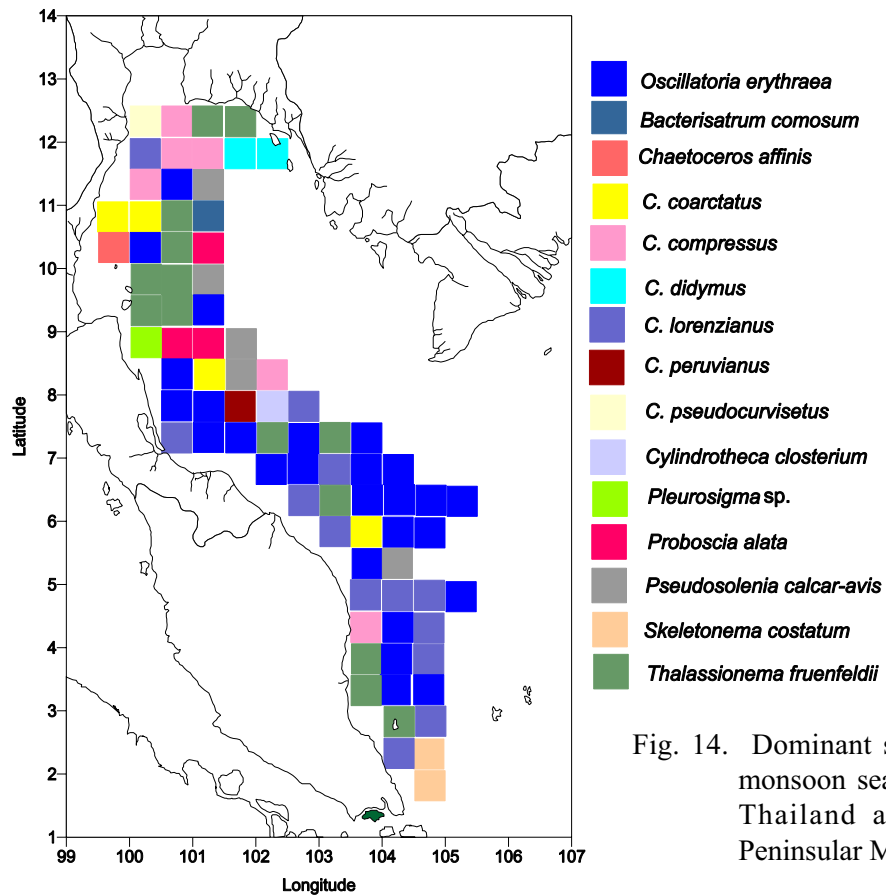 14
13
12
11
10
9
8
7
6
5
4
3
2
1
Latitude
99 100 101 102 103 104 105 106 107
Longitude
Oscillatoria erythraea
Bacterisatrum comosum
Chaetoceros affinis
C. coarctatus
C. compressus
C. didymus
C. lorenzianus
C. peruvianus
C. pseudocurvisetus
Cylindrotheca closterium
Pleurosigma sp.
Proboscia alata
Pseudosolenia calcar-avis
Skeletonema costatum
Thalassionema fruenfeldii
Fig. 14. Dominant s
monsoon sea
Thailand a
Peninsular M